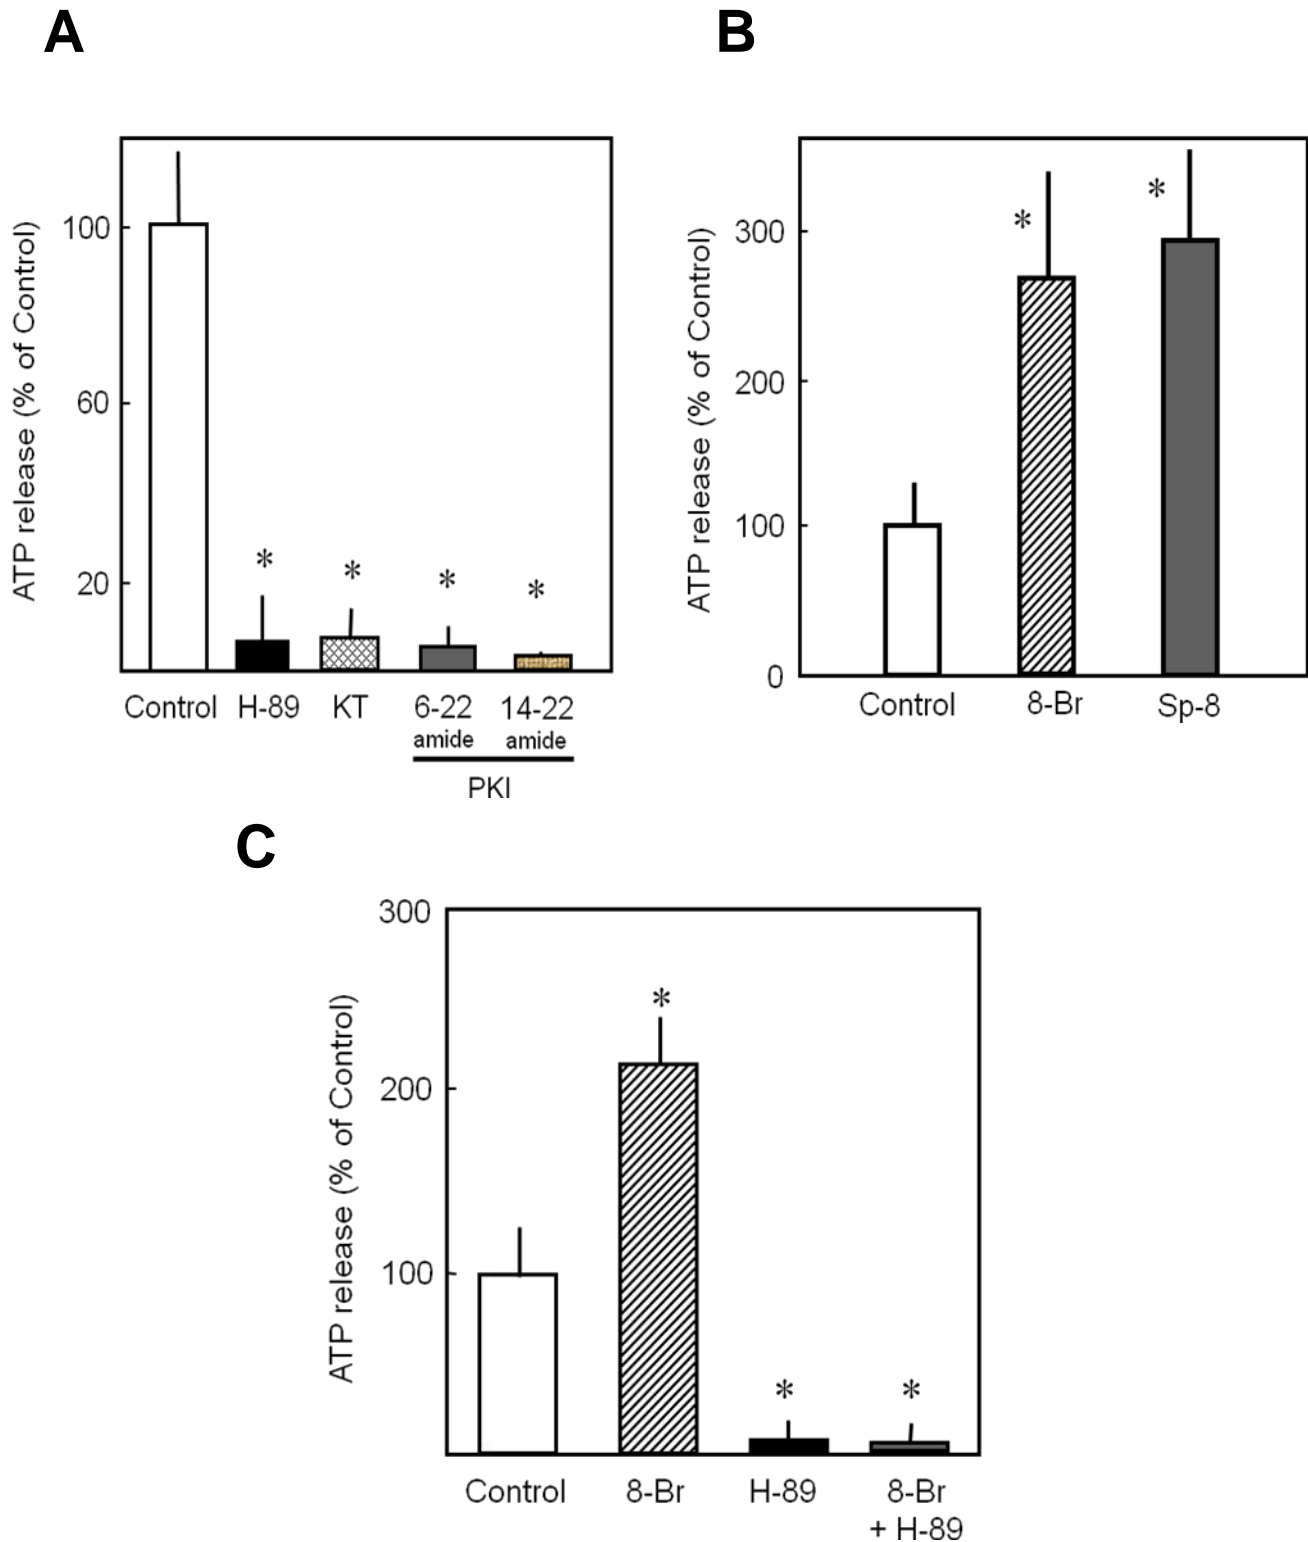 A
ATP release (% of Control)
100
60
20
*
*
*
*
Control H-89 KT 6-22 14-22
amide amide
PKI
B
ATP release (% of Control)
300
200
100
0
*
*
Control 8-Br Sp-8
C
ATP release (% of Control)
300
200
100
*
*
*
Control 8-Br H-89 8-Br
+ H-89